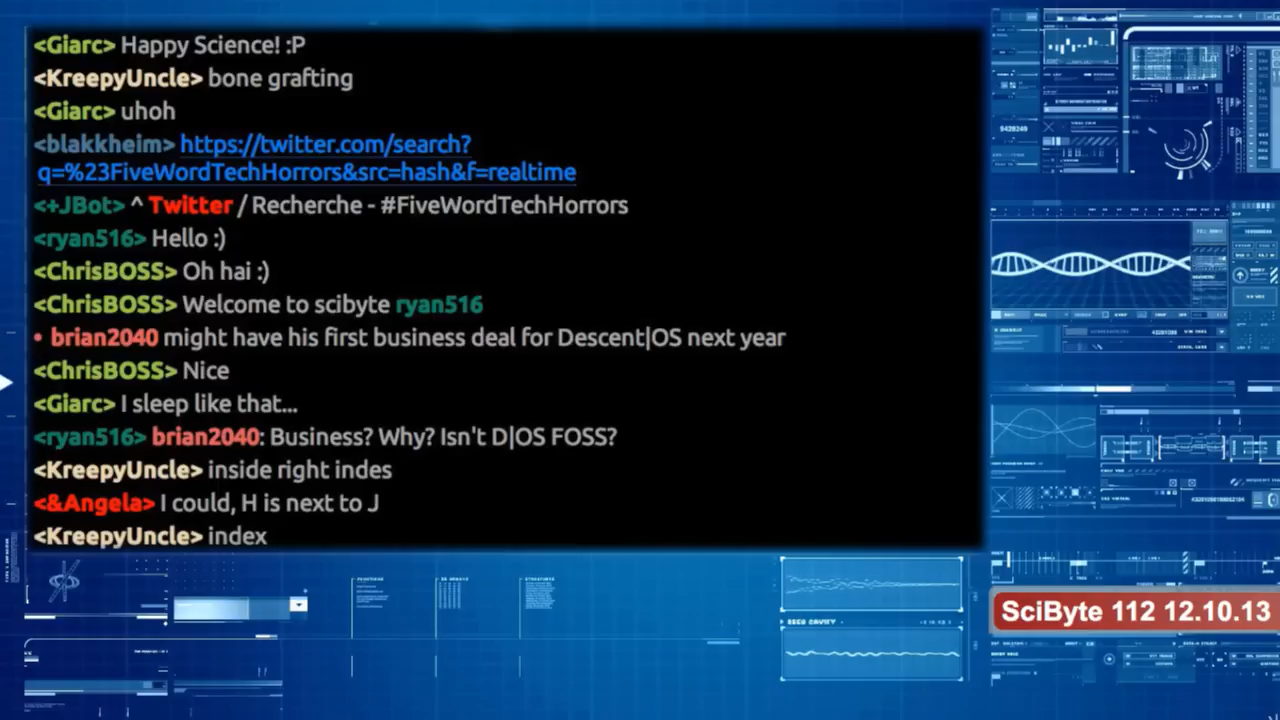 <Giarc> Happy Science! :P
<KreepyUncle> bone grafting
<Giarc> uhoh
<blakkheim> https://twitter.com/search?
q=%23FiveWordTechHorrors&src=hash&f=realtime
<+JBot> ^ Twitter / Recherche - #FiveWordTechHorrors
<ryan516> Hello :)
<ChrisBOSS> Oh hai :)
<ChrisBOSS> Welcome to scibyte ryan516
• brian2040 might have his first business deal for Descent|OS next year
<ChrisBOSS> Nice
<Giarc> I sleep like that...
<ryan516> brian2040: Business? Why? Isn't D|OS FOSS?
<KreepyUncle> inside right indes
<&Angela> I could, H is next to J
<KreepyUncle> index
9420249
SciByte 112 12.10.13